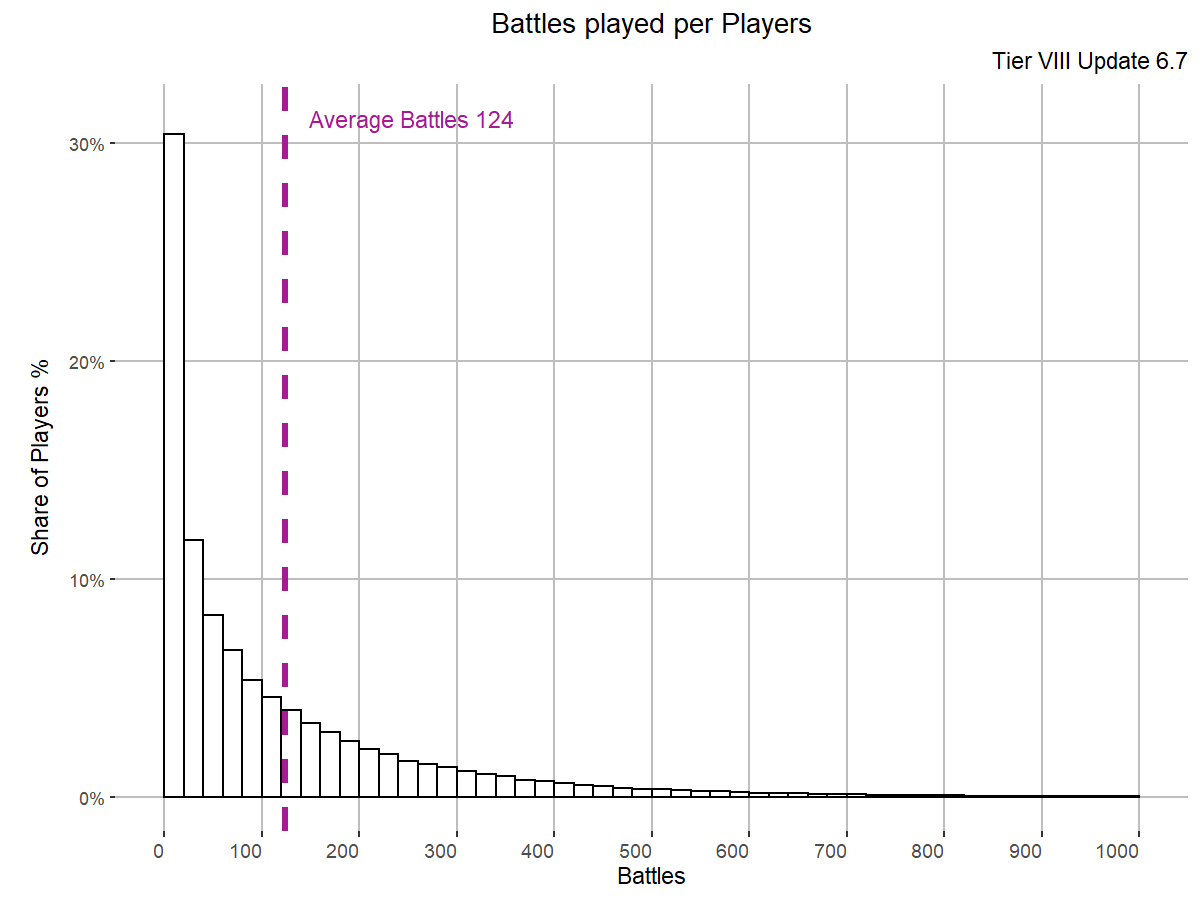 Battles played per Players
Tier VIII Update 6.7
Average Battles 124
30%
20%
10%
0%
Share of Players %
0 100 200 300 400 500 600 700 800 900 1000
Battles